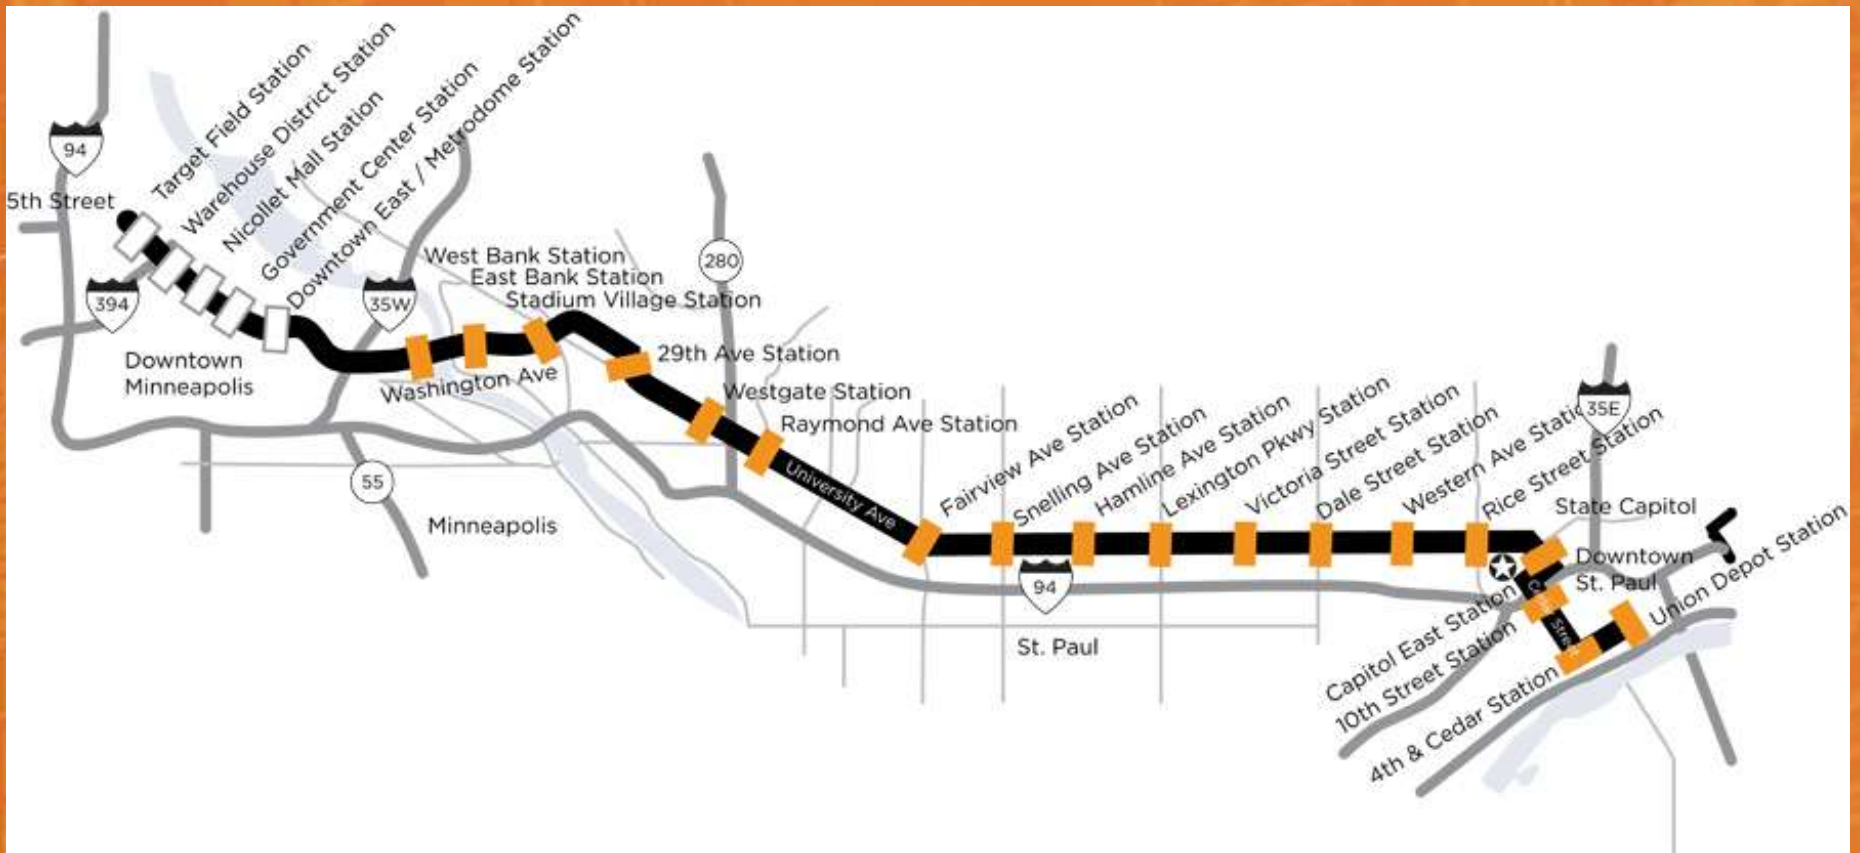 94
5th Street
Target Field Station
Warehouse District Station
Nicollet Mall Station
Government Center Station
Downtown East / Metrodome Station
394
35W
280
West Bank Station
East Bank Station
Stadium Village Station
29th Ave Station
Westgate Station
Raymond Ave Station
Downtown
Minneapolis
Washington Ave
55
Minneapolis
University Ave
Fairview Ave Station
Snelling Ave Station
Hamline Ave Station
Lexington Pkwy Station
Victoria Street Station
Dale Street Station
Western Ave Station
Rice Street Station
35E
State Capitol
Downtown
St. Paul
94
St. Paul
Capitol East Station
10th Street Station
4th & Cedar Station
Union Depot Station